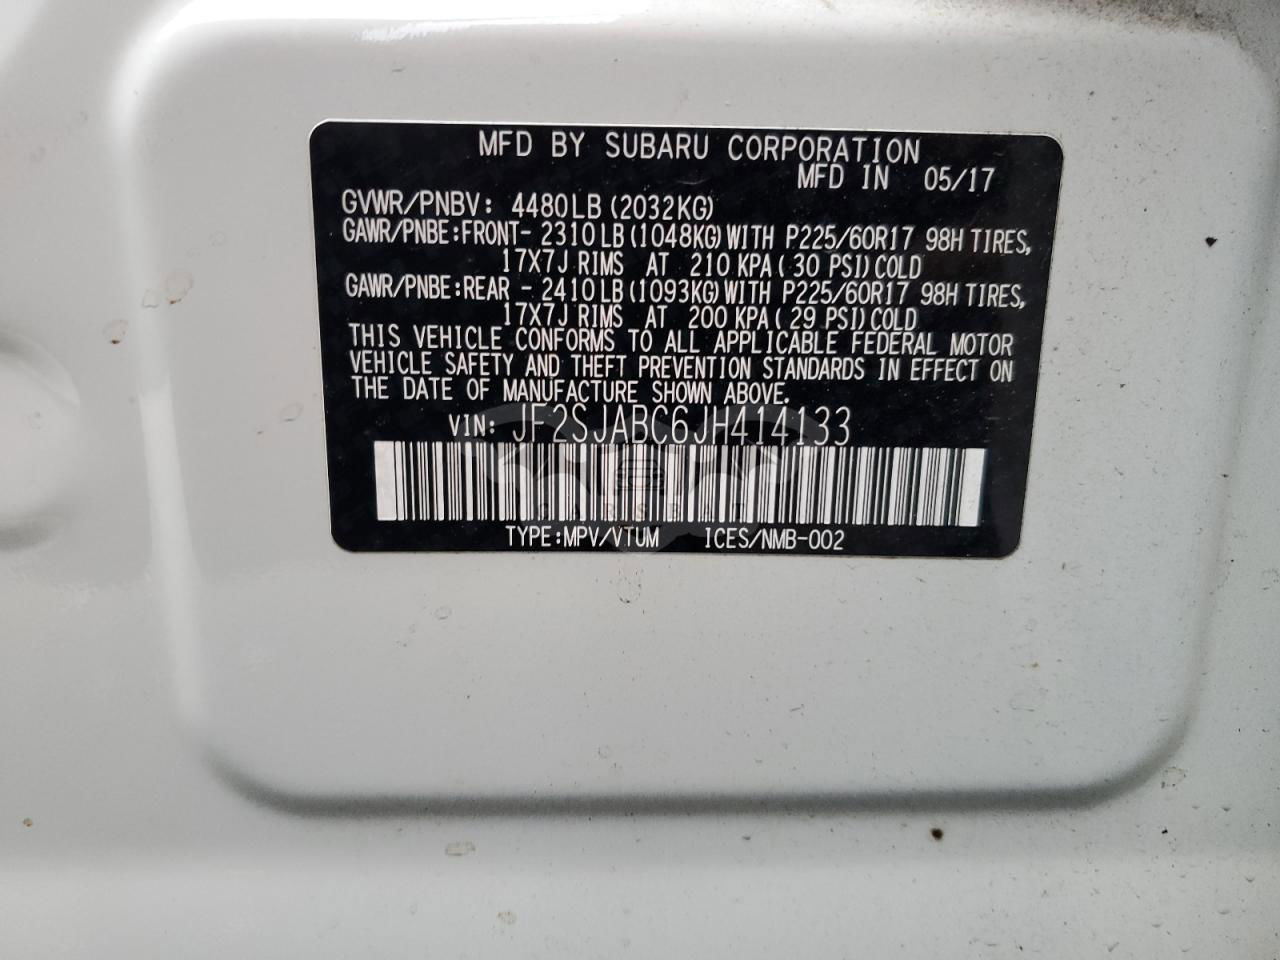 MFD BY SUBARU CORPORATION
MFD IN 05/17
GVWR/PNBV: 4480LB(2032KG)
GAWR/PNBE:FRONT- 2310LB(1048KG)WITH P225/60R17 98H TIRES,
17X7J RIMS AT 210 KPA(30 PSI)COLD
GAWR/PNBE:REAR - 2410LB(1093KG)WITH P225/60R17 98H TIRES,
17X7J RIMS AT 200 KPA(29 PSI)COLD
THIS VEHICLE CONFORMS TO ALL APPLICABLE FEDERAL MOTOR
VEHICLE SAFETY AND THEFT PREVENTION STANDARDS IN EFFECT ON
THE DATE OF MANUFACTURE SHOWN ABOVE.
VIN: JF2SJABC6JH414133
TYPE:MPV/VTUM ICES/NMB-002